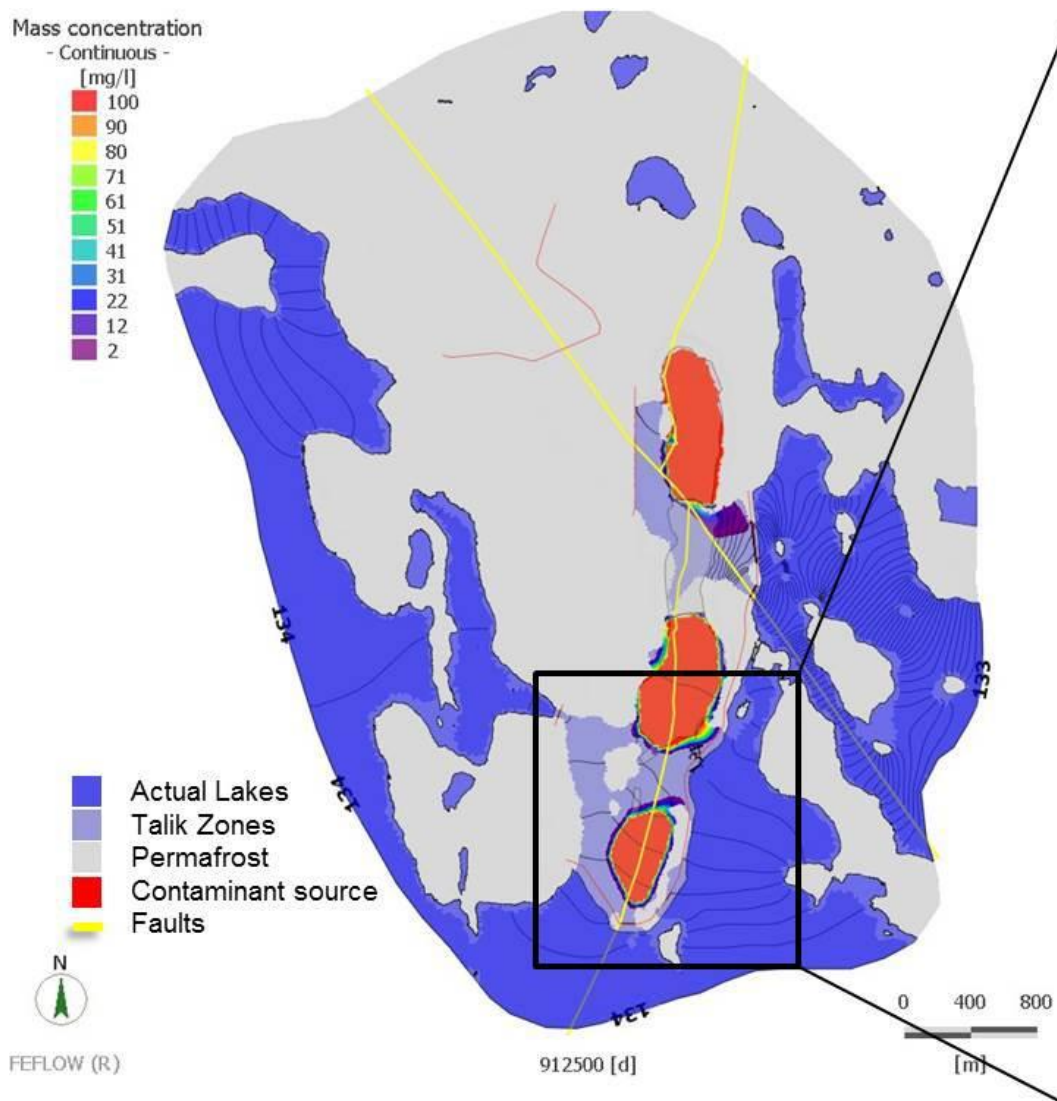 Mass concentration
- Continuous -
[mg/l]
100
90
80
71
61
51
41
31
22
12
2
134
133
134
134
Actual Lakes
Talik Zones
Permafrost
Contaminant source
Faults
N
0 400 800
[m]
FEFLOW (R)
912500 [d]